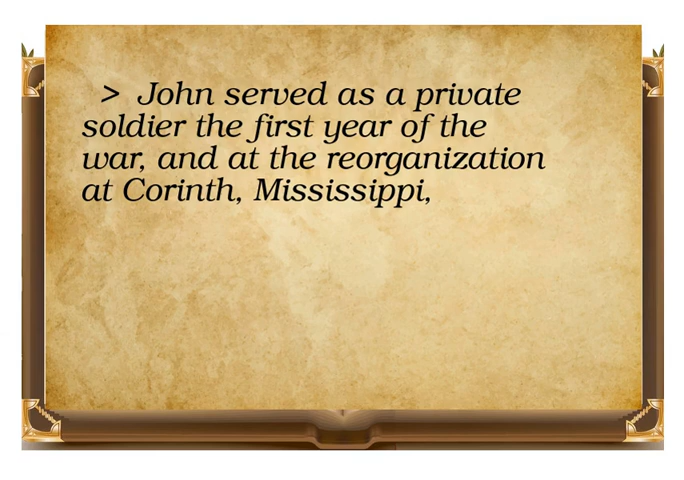 > John served as a private
soldier the first year of the
war, and at the reorganization
at Corinth, Mississippi,